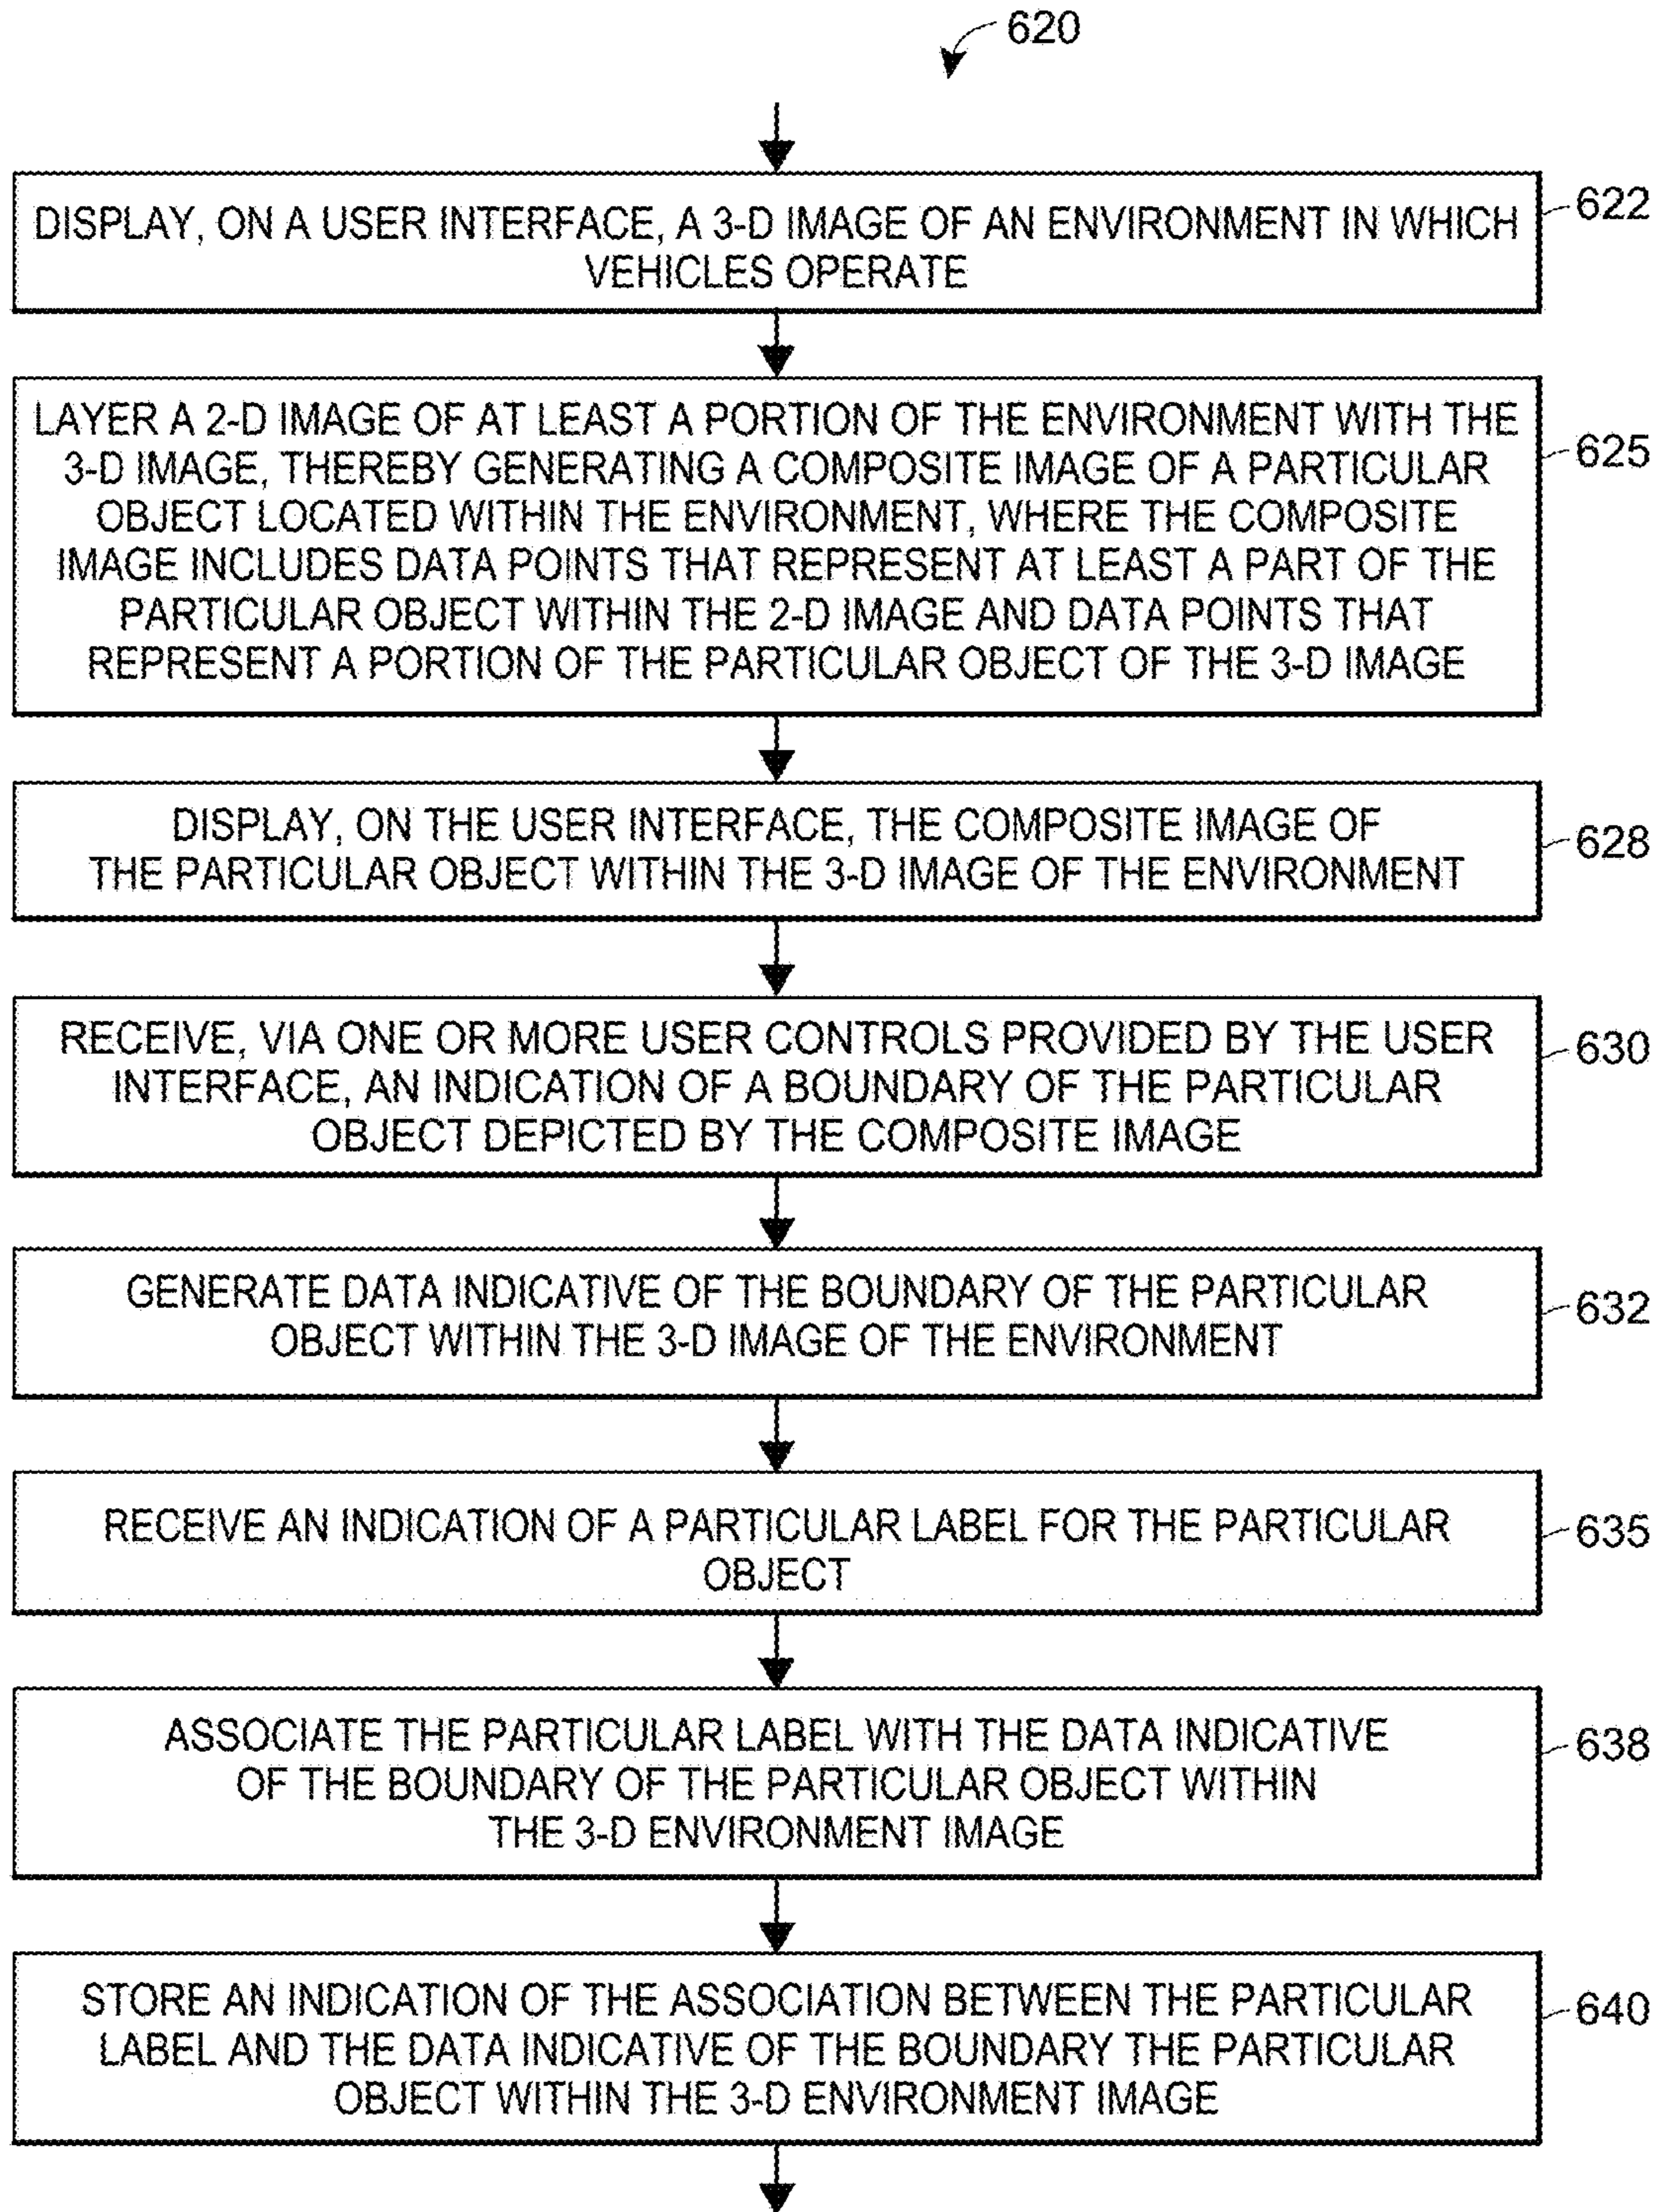 620
DISPLAY, ON A USER INTERFACE, A 3-D IMAGE OF AN ENVIRONMENT IN WHICH
VEHICLES OPERATE
622
LAYER A 2-D IMAGE OF AT LEAST A PORTION OF THE ENVIRONMENT WITH THE
3-D IMAGE, THEREBY GENERATING A COMPOSITE IMAGE OF A PARTICULAR
OBJECT LOCATED WITHIN THE ENVIRONMENT, WHERE THE COMPOSITE
IMAGE INCLUDES DATA POINTS THAT REPRESENT AT LEAST A PART OF THE
PARTICULAR OBJECT WITHIN THE 2-D IMAGE AND DATA POINTS THAT
REPRESENT A PORTION OF THE PARTICULAR OBJECT OF THE 3-D IMAGE
625
DISPLAY, ON THE USER INTERFACE, THE COMPOSITE IMAGE OF
THE PARTICULAR OBJECT WITHIN THE 3-D IMAGE OF THE ENVIRONMENT
628
RECEIVE, VIA ONE OR MORE USER CONTROLS PROVIDED BY THE USER
INTERFACE, AN INDICATION OF A BOUNDARY OF THE PARTICULAR
OBJECT DEPICTED BY THE COMPOSITE IMAGE
630
GENERATE DATA INDICATIVE OF THE BOUNDARY OF THE PARTICULAR
OBJECT WITHIN THE 3-D IMAGE OF THE ENVIRONMENT
632
RECEIVE AN INDICATION OF A PARTICULAR LABEL FOR THE PARTICULAR
OBJECT
635
ASSOCIATE THE PARTICULAR LABEL WITH THE DATA INDICATIVE
OF THE BOUNDARY OF THE PARTICULAR OBJECT WITHIN
THE 3-D ENVIRONMENT IMAGE
638
STORE AN INDICATION OF THE ASSOCIATION BETWEEN THE PARTICULAR
LABEL AND THE DATA INDICATIVE OF THE BOUNDARY THE PARTICULAR
OBJECT WITHIN THE 3-D ENVIRONMENT IMAGE
640